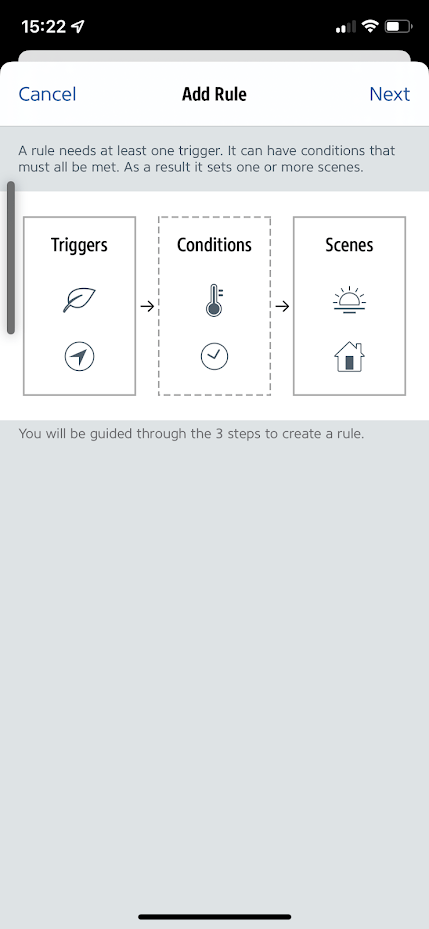 15:22
Cancel
Add Rule
Next
A rule needs at least one trigger. It can have conditions that
must all be met. As a result it sets one or more scenes.
Triggers
Conditions
Scenes
You will be guided through the 3 steps to create a rule.